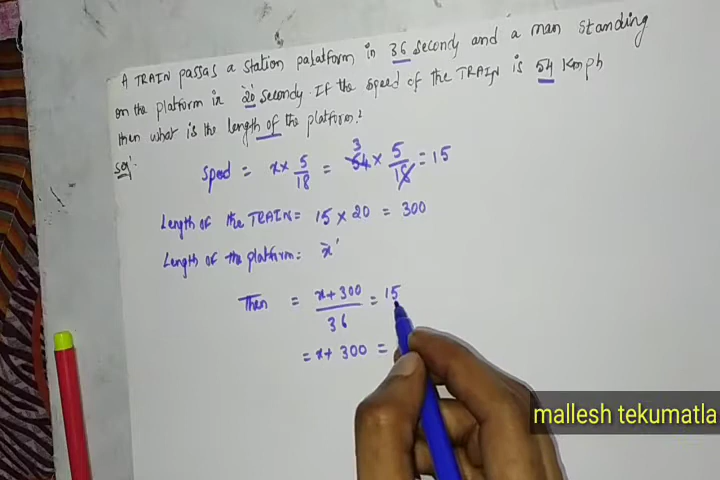 A TRAIN passas a station palatform in 36 secondy and a man standing
on the platform in 20 secondy. If the speed of the TRAIN is 54 Kmph
then what is the length of the platform?
sol:
speed = x × 5/18 = 3 54 × 5/18 = 15
Length of the TRAIN = 15 × 20 = 300
Length of the platform = 'x'
Then = x + 300 / 36 = 15
= x + 300 =
mallesh tekumatla